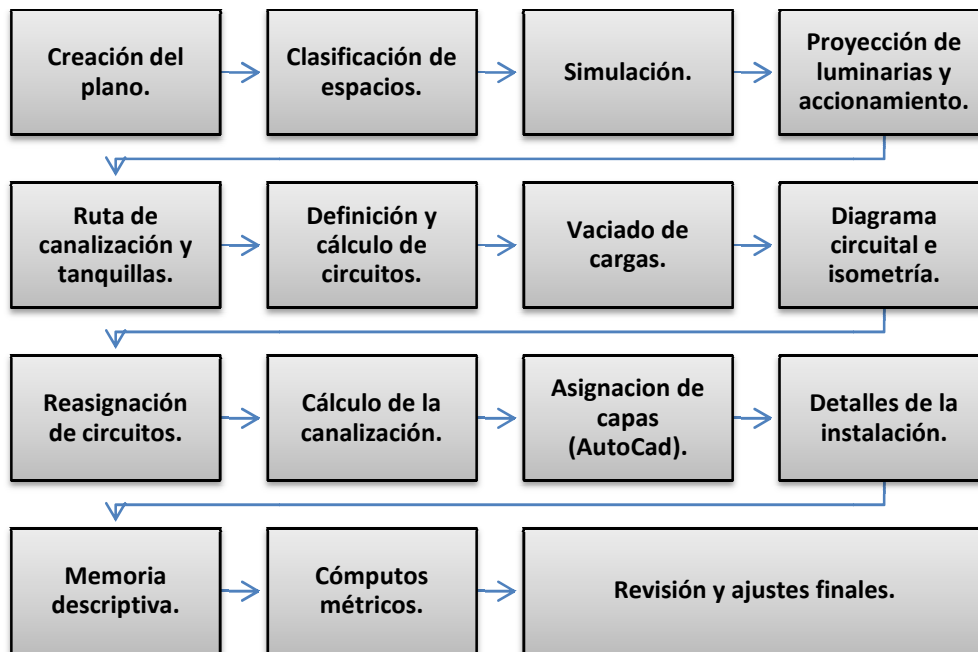 Creación del
plano.
Clasificación de
espacios.
Simulación.
Proyección de
luminarias y
accionamiento.
Ruta de
canalización y
tanquillas.
Definición y
cálculo de
circuitos.
Vaciado de
cargas.
Diagrama
circuital e
isometría.
Reasignación
de circuitos.
Cálculo de la
canalización.
Asignacion de
capas
(AutoCad).
Detalles de la
instalación.
Memoria
descriptiva.
Cómputos
métricos.
Revisión y ajustes finales.